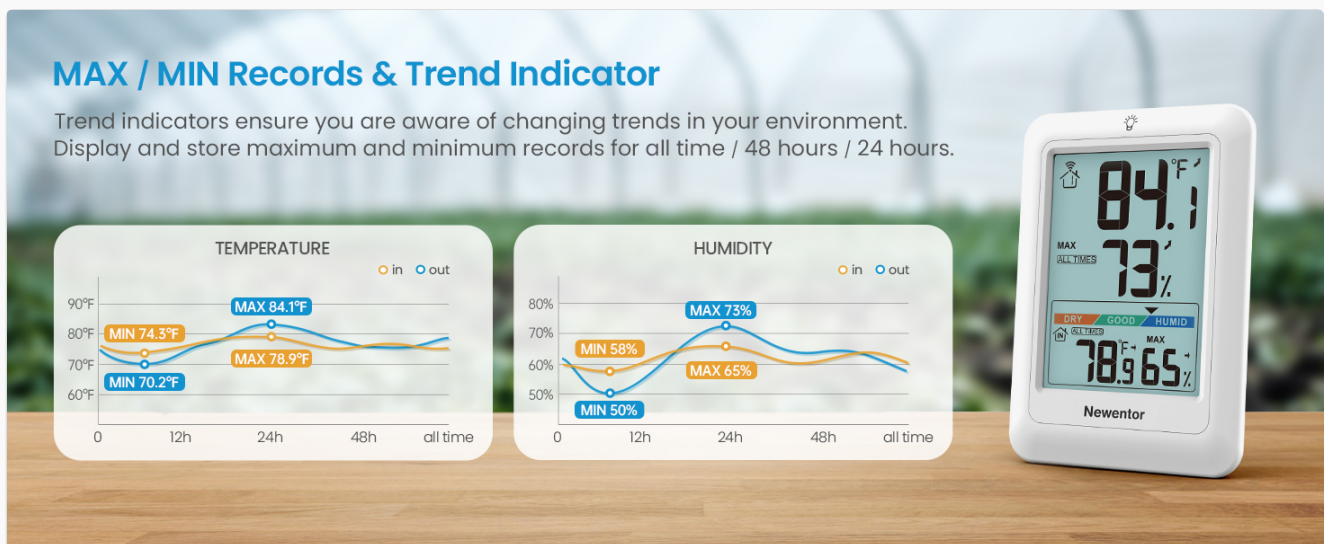 MAX / MIN Records & Trend Indicator
Trend indicators ensure you are aware of changing trends in your environment.
Display and store maximum and minimum records for all time / 48 hours / 24 hours.
TEMPERATURE
in out
90°F
80°F
70°F
60°F
MAX 84.1°F
MIN 74.3°F
MAX 78.9°F
MIN 70.2°F
0 12h 24h 48h all time
HUMIDITY
in out
80%
70%
60%
50%
MAX 73%
MIN 58%
MAX 65%
MIN 50%
0 12h 24h 48h all time
84.1°F
MAX
ALL TIMES
73%
DRY GOOD HUMID
IN ALL TIMES
78.9°F MAX 65%
Newentor